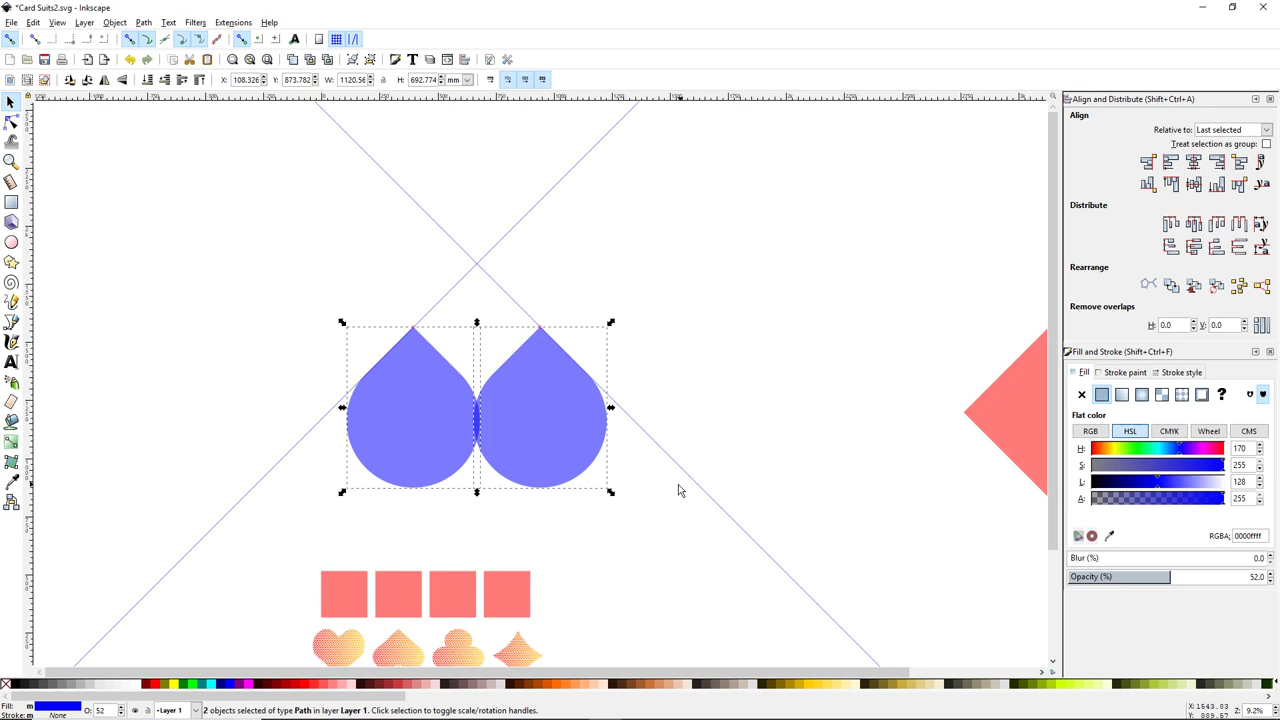 *Card Suits2.svg - Inkscape
File Edit View Layer Object Path Text Filters Extensions Help
X: 108.326 Y: 873.782 W: 1120.56 H: 692.774 mm
Align and Distribute (Shift+Ctrl+A)
Align
Relative to: Last selected
Treat selection as group:
Distribute
Rearrange
Remove overlaps
H: 0.0 V: 0.0
Fill and Stroke (Shift+Ctrl+F)
Fill Stroke paint Stroke style
?
Flat color
RGB HSL CMYK Wheel CMS
H: 170
S: 255
L: 128
A: 255
RGBA: 0000ffff
Blur (%) 0.0
Opacity (%) 52.0
Fill: m O: 52 Layer 1 2 objects selected of type Path in layer Layer 1. Click selection to toggle scale/rotation handles. X: 1543.83 Z: 9.2%
Stroke: m None Y: 889.57